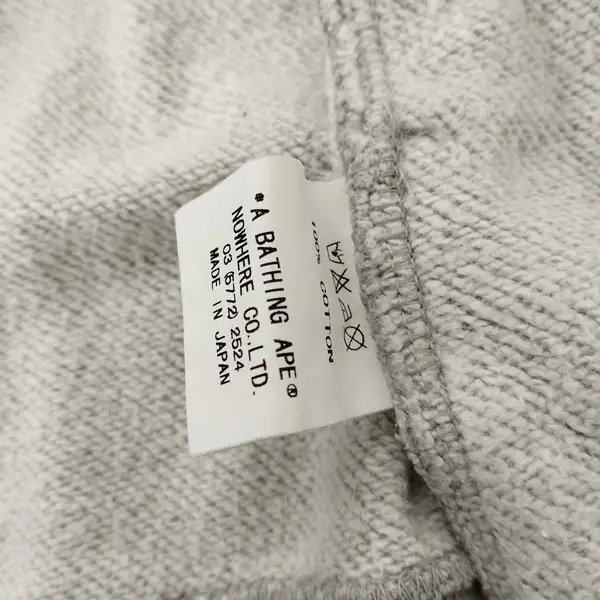 *A BATHING APE®
NOWHERE CO.,LTD.
03 (5772) 2524
MADE IN JAPAN
100% COTTON